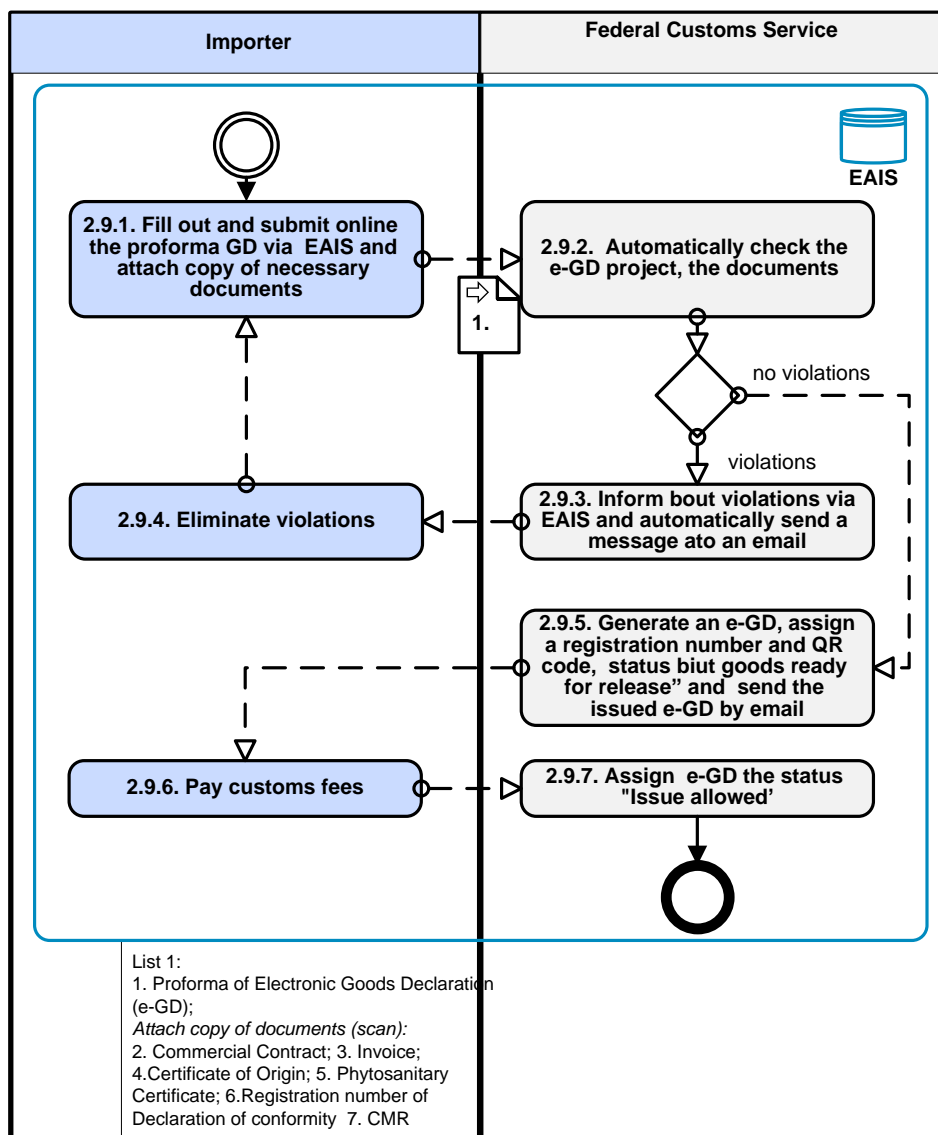 Importer
Federal Customs Service
EAIS
2.9.1. Fill out and submit online
the proforma GD via  EAIS and
attach copy of necessary
documents
2.9.2.  Automatically check the
e-GD project, the documents
1.
no violations
violations
2.9.3. Inform bout violations via
EAIS and automatically send a
message ato an email
2.9.4. Eliminate violations
2.9.5. Generate an e-GD, assign
a registration number and QR
code,  status biut goods ready
for release” and  send the
issued e-GD by email
2.9.6. Pay customs fees
2.9.7. Assign  e-GD the status
"Issue allowed’
List 1:
1. Proforma of Electronic Goods Declaration
(e-GD);
Attach copy of documents (scan):
2. Commercial Contract; 3. Invoice;
4.Certificate of Origin; 5. Phytosanitary
Certificate; 6.Registration number of
Declaration of conformity  7. CMR